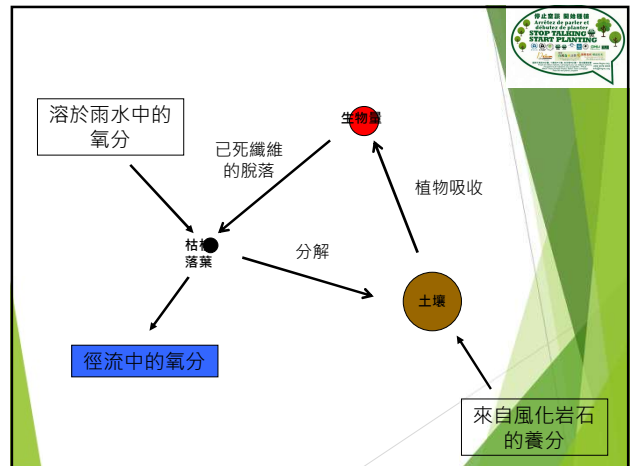 停止空談 開始種植
Arrêtez de parler et
débutez de planter
STOP TALKING
START PLANTING
溶於雨水中的
氧分
生物量
已死纖維
的脫落
植物吸收
枯枝
落葉
分解
土壤
徑流中的氧分
來自風化岩石
的養分